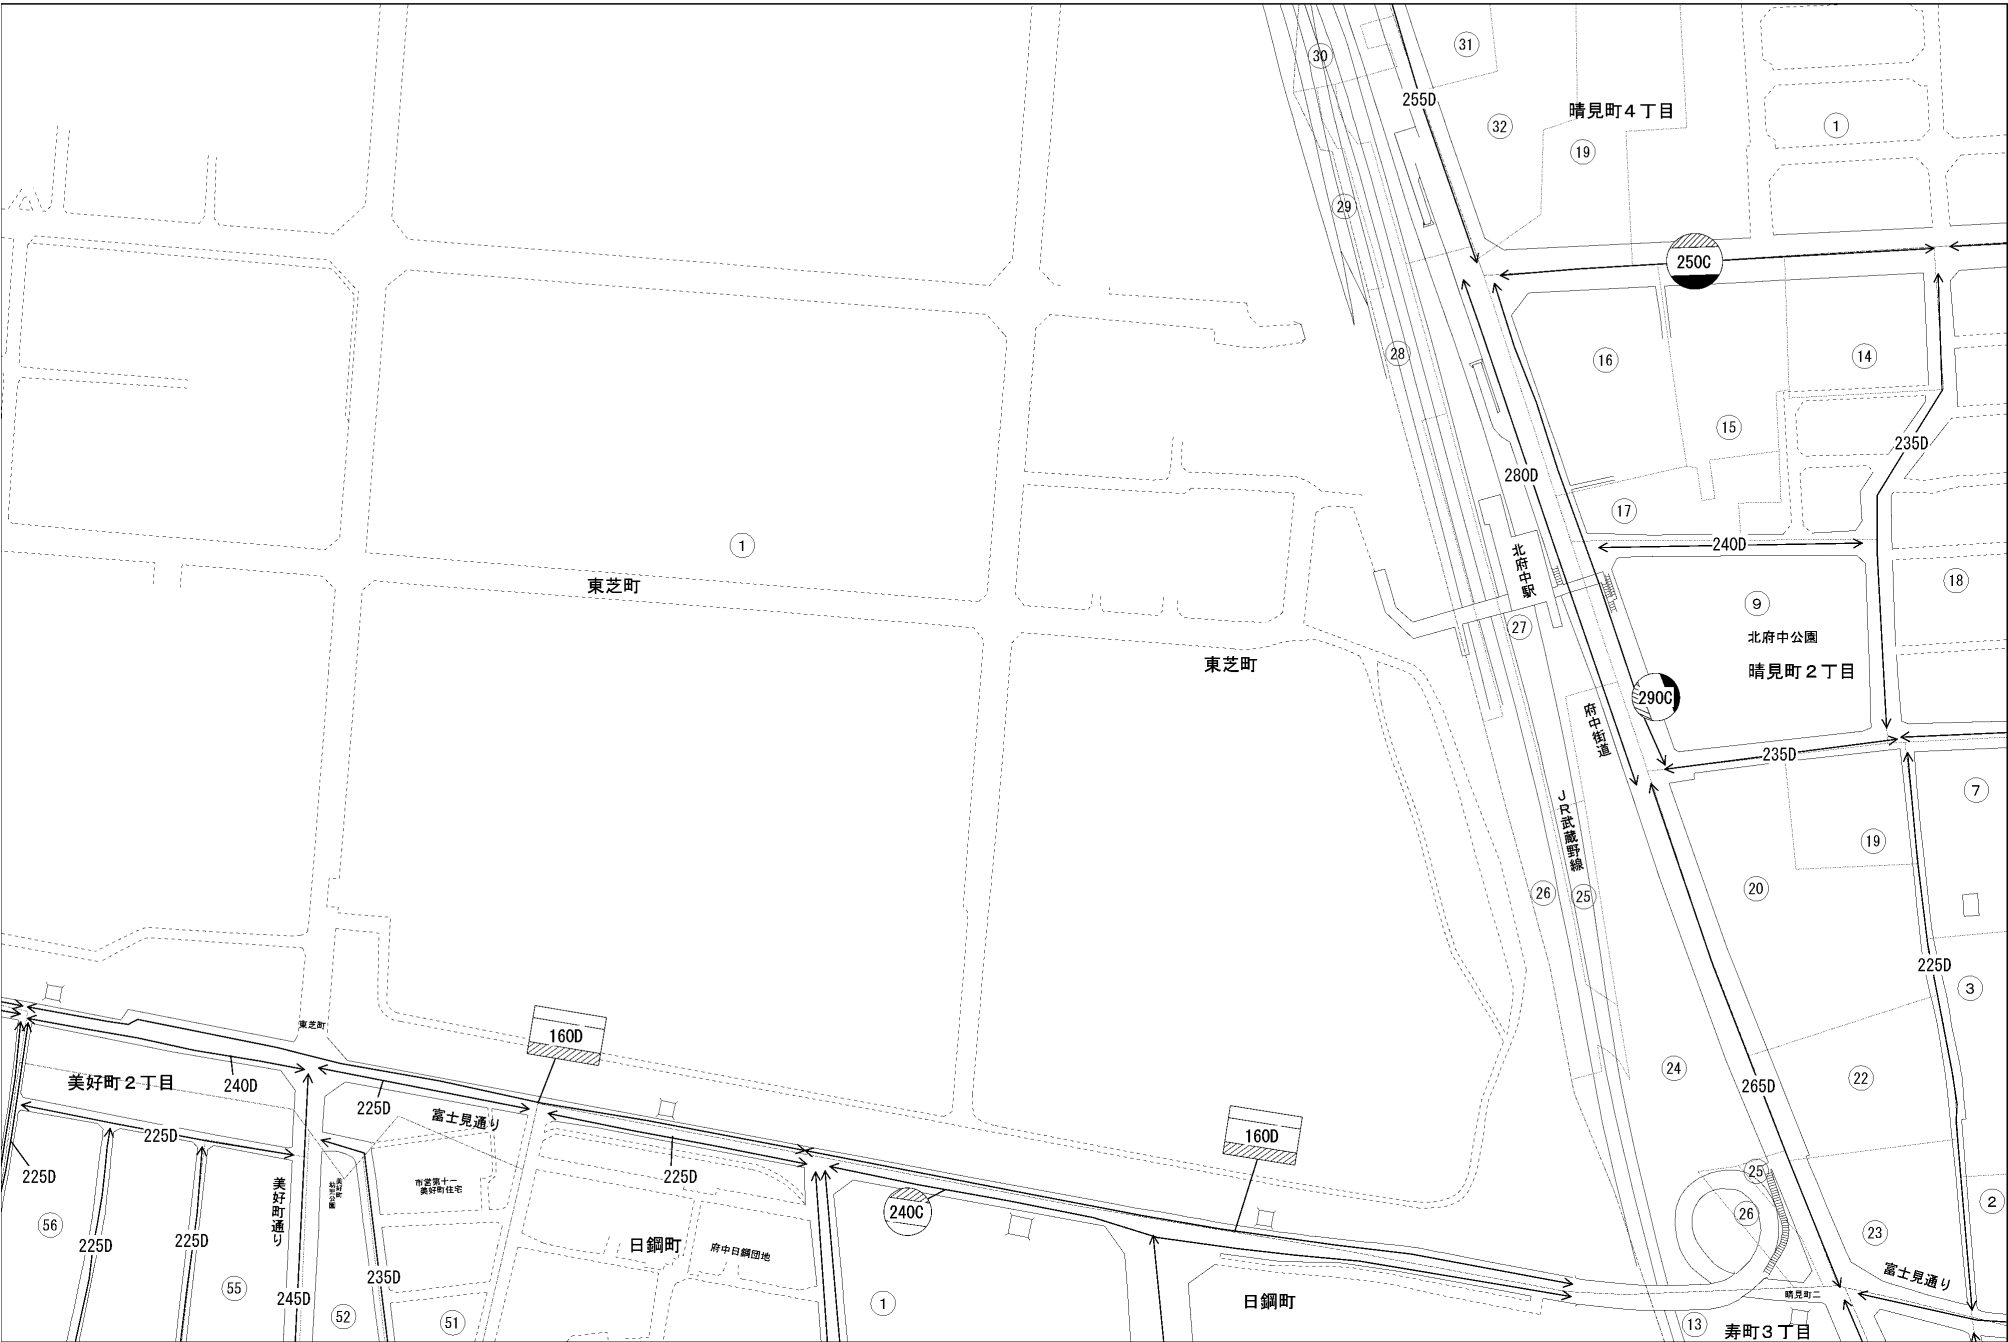 30
31
255D
32
晴見町４丁目
19
1
29
250C
28
16
14
15
235D
280D
17
240D
北府中駅
1
東芝町
18
9
27
北府中公園
東芝町
晴見町２丁目
290C
府中街道
235D
7
JR武蔵野線
19
20
26
25
225D
3
東芝町
160D
24
265D
22
美好町２丁目
240D
225D
富士見通り
225D
160D
225D
225D
25
美好町通り
美好町
幼児公園
市営第十一
美好町住宅
2
56
240C
26
225D
225D
日鋼町
府中日鋼団地
23
235D
富士見通り
55
245D
52
51
1
日鋼町
晴見町二
13
寿町３丁目